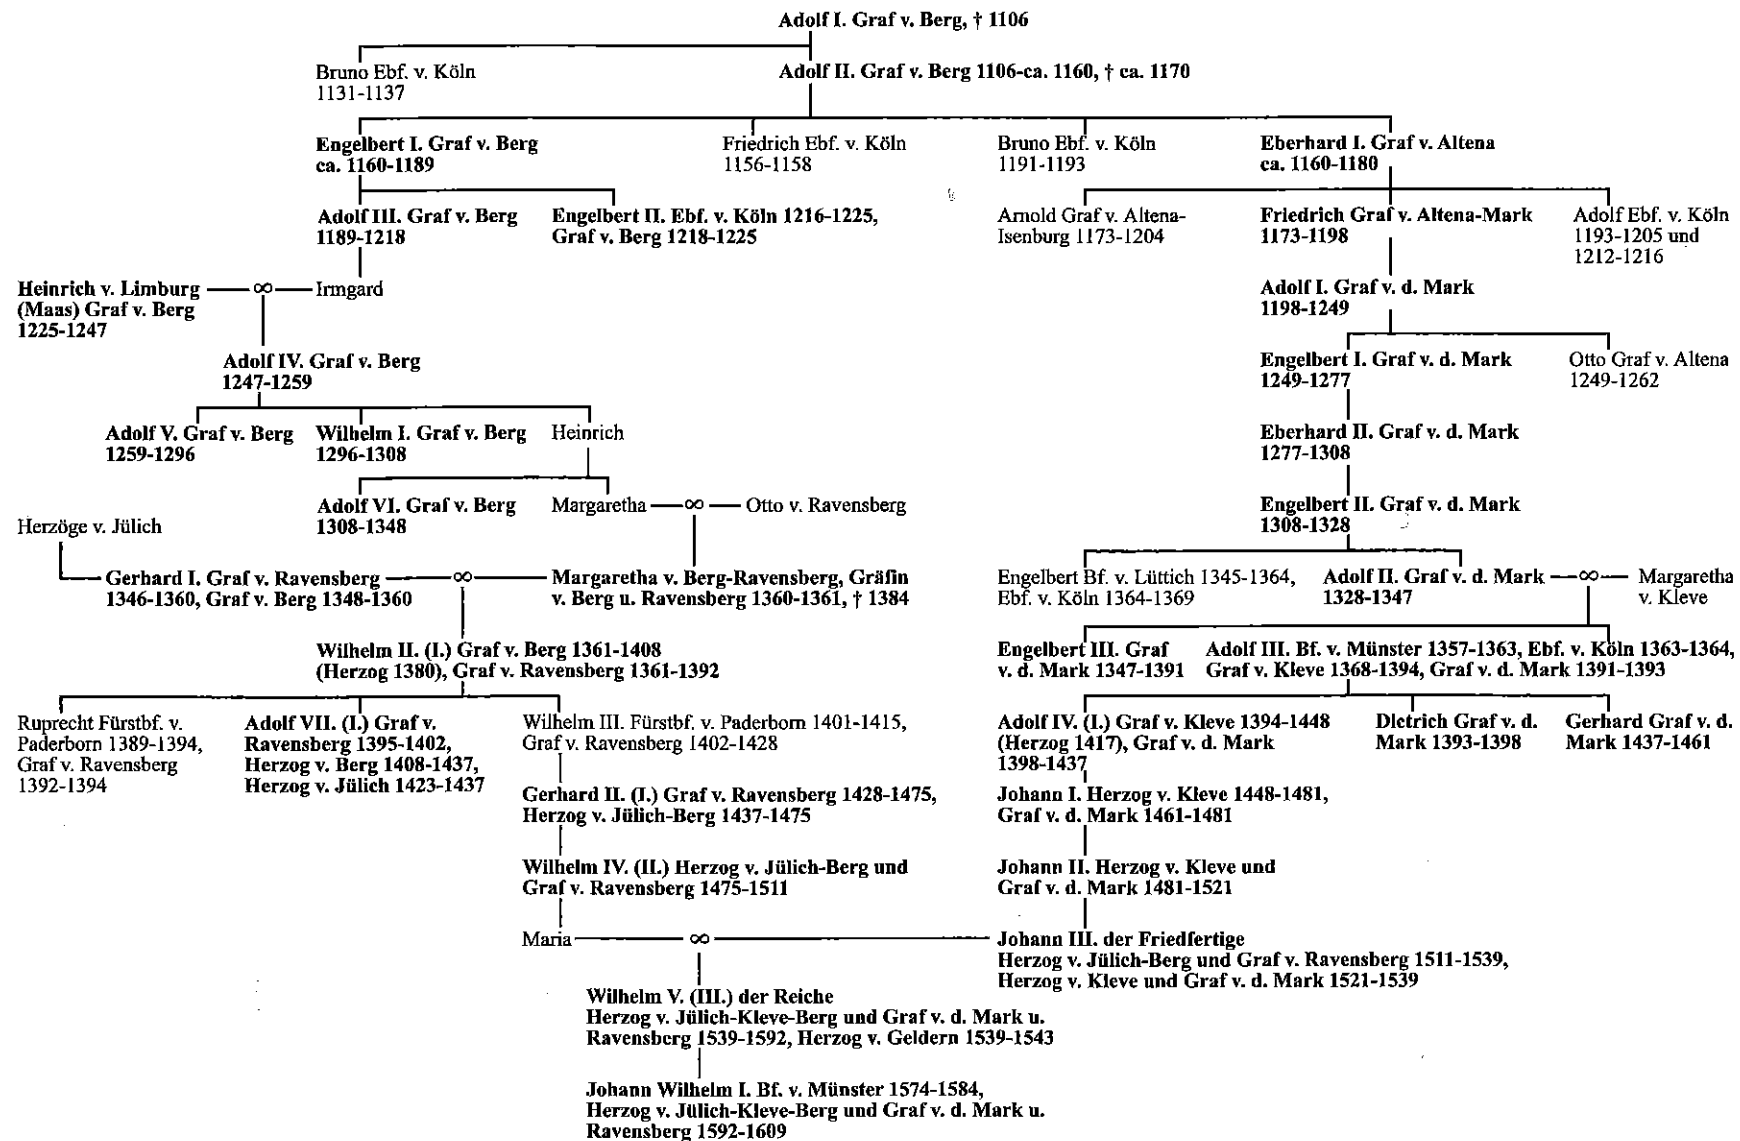 Adolf I. Graf v. Berg, † 1106
Bruno Ebf. v. Köln
1131-1137
Adolf II. Graf v. Berg 1106-ca. 1160, † ca. 1170
Engelbert I. Graf v. Berg
ca. 1160-1189
Friedrich Ebf. v. Köln
1156-1158
Bruno Ebf. v. Köln
1191-1193
Eberhard I. Graf v. Altena
ca. 1160-1180
Adolf III. Graf v. Berg
1189-1218
Engelbert II. Ebf. v. Köln 1216-1225,
Graf v. Berg 1218-1225
Arnold Graf v. Altena-
Isenburg 1173-1204
Friedrich Graf v. Altena-Mark
1173-1198
Adolf Ebf. v. Köln
1193-1205 und
1212-1216
Heinrich v. Limburg
(Maas) Graf v. Berg
1225-1247
∞
Irmgard
Adolf I. Graf v. d. Mark
1198-1249
Adolf IV. Graf v. Berg
1247-1259
Engelbert I. Graf v. d. Mark
1249-1277
Otto Graf v. Altena
1249-1262
Adolf V. Graf v. Berg
1259-1296
Wilhelm I. Graf v. Berg
1296-1308
Heinrich
Eberhard II. Graf v. d. Mark
1277-1308
Adolf VI. Graf v. Berg
1308-1348
Margaretha
∞
Otto v. Ravensberg
Engelbert II. Graf v. d. Mark
1308-1328
Herzöge v. Jülich
Gerhard I. Graf v. Ravensberg
1346-1360, Graf v. Berg 1348-1360
∞
Margaretha v. Berg-Ravensberg, Gräfin
v. Berg u. Ravensberg 1360-1361, † 1384
Engelbert Bf. v. Lüttich 1345-1364,
Ebf. v. Köln 1364-1369
Adolf II. Graf v. d. Mark
1328-1347
∞
Margaretha
v. Kleve
Wilhelm II. (I.) Graf v. Berg 1361-1408
(Herzog 1380), Graf v. Ravensberg 1361-1392
Engelbert III. Graf
v. d. Mark 1347-1391
Adolf III. Bf. v. Münster 1357-1363, Ebf. v. Köln 1363-1364,
Graf v. Kleve 1368-1394, Graf v. d. Mark 1391-1393
Ruprecht Fürstbf. v.
Paderborn 1389-1394,
Graf v. Ravensberg
1392-1394
Adolf VII. (I.) Graf v.
Ravensberg 1395-1402,
Herzog v. Berg 1408-1437,
Herzog v. Jülich 1423-1437
Wilhelm III. Fürstbf. v. Paderborn 1401-1415,
Graf v. Ravensberg 1402-1428
Adolf IV. (I.) Graf v. Kleve 1394-1448
(Herzog 1417), Graf v. d. Mark
1398-1437
Dietrich Graf v. d.
Mark 1393-1398
Gerhard Graf v. d.
Mark 1437-1461
Gerhard II. (I.) Graf v. Ravensberg 1428-1475,
Herzog v. Jülich-Berg 1437-1475
Johann I. Herzog v. Kleve 1448-1481,
Graf v. d. Mark 1461-1481
Wilhelm IV. (II.) Herzog v. Jülich-Berg und
Graf v. Ravensberg 1475-1511
Johann II. Herzog v. Kleve und
Graf v. d. Mark 1481-1521
Maria
∞
Johann III. der Friedfertige
Herzog v. Jülich-Berg und Graf v. Ravensberg 1511-1539,
Herzog v. Kleve und Graf v. d. Mark 1521-1539
Wilhelm V. (III.) der Reiche
Herzog v. Jülich-Kleve-Berg und Graf v. d. Mark u.
Ravensberg 1539-1592, Herzog v. Geldern 1539-1543
Johann Wilhelm I. Bf. v. Münster 1574-1584,
Herzog v. Jülich-Kleve-Berg und Graf v. d. Mark u.
Ravensberg 1592-1609